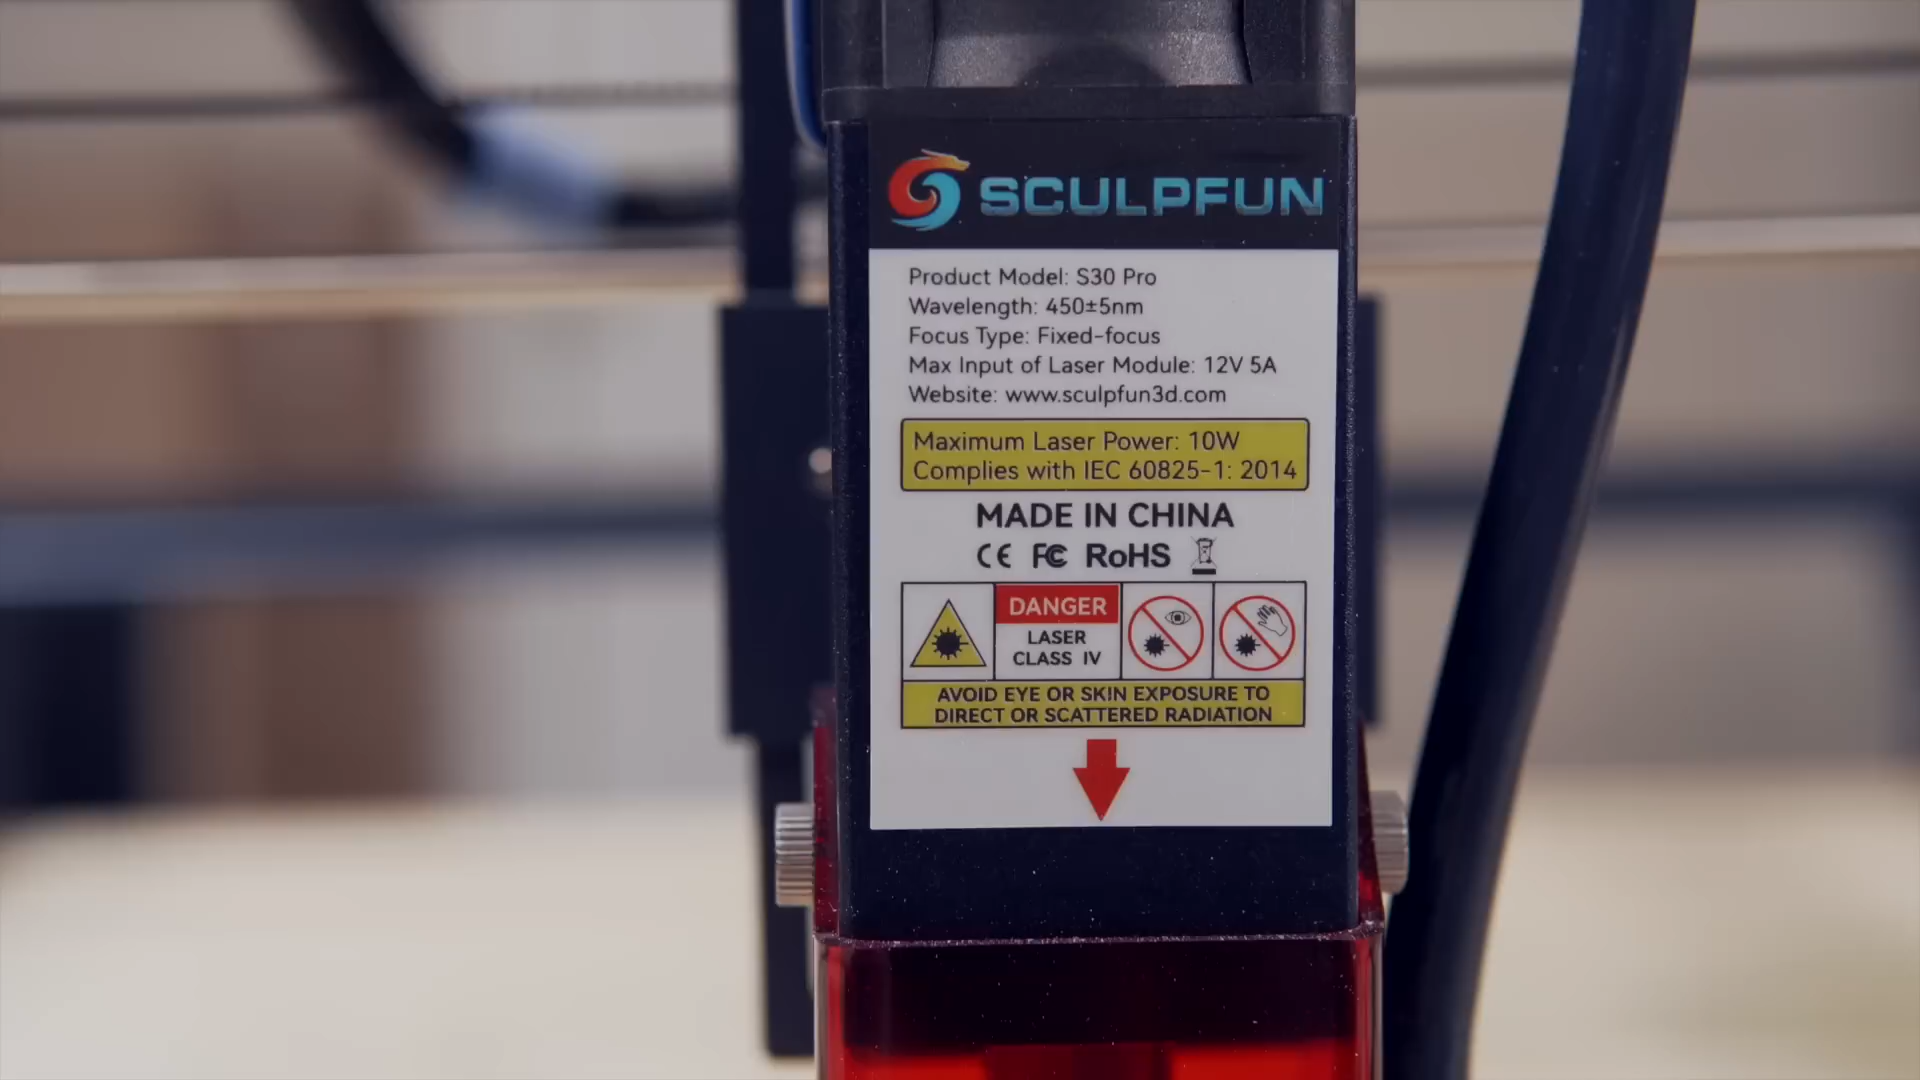 SCULPFUN
Product Model: S30 Pro
Wavelength: 450±5nm
Focus Type: Fixed-focus
Max Input of Laser Module: 12V 5A
Website: www.sculpfun3d.com
Maximum Laser Power: 10W
Complies with IEC 60825-1: 2014
MADE IN CHINA
CE FC RoHS
DANGER
LASER
CLASS IV
AVOID EYE OR SKIN EXPOSURE TO
DIRECT OR SCATTERED RADIATION